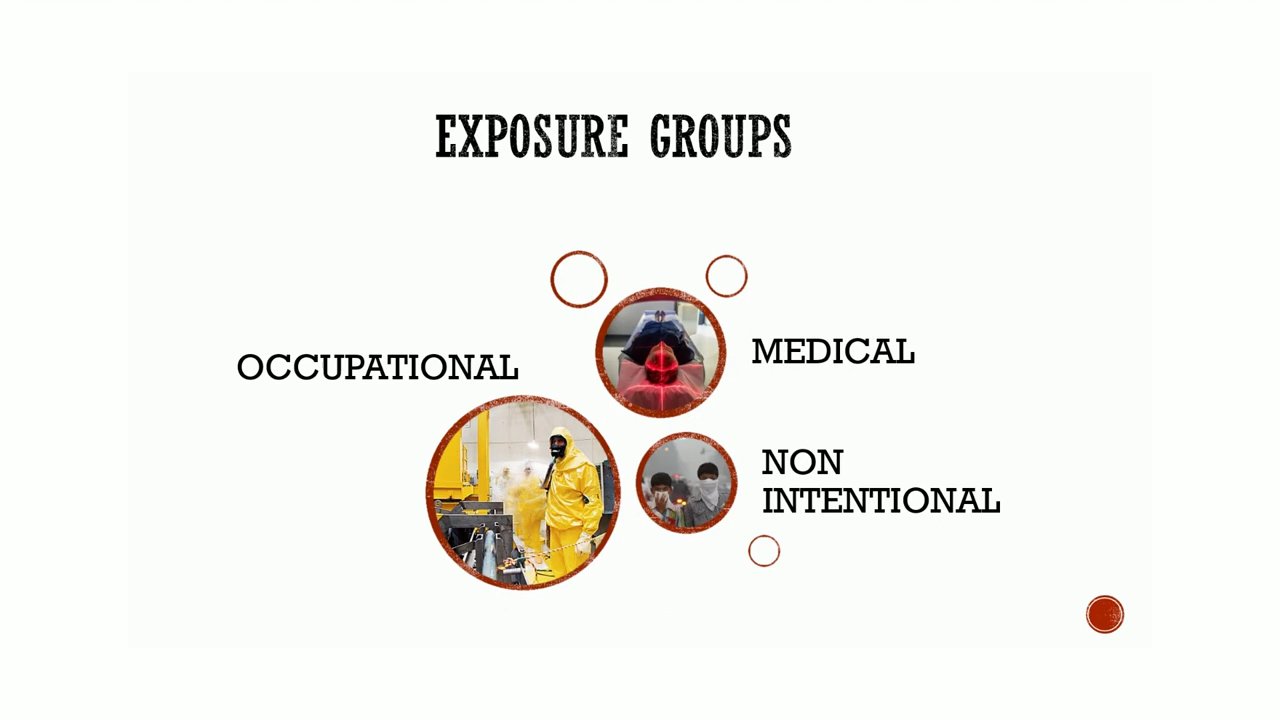 EXPOSURE GROUPS
OCCUPATIONAL
MEDICAL
NON
INTENTIONAL